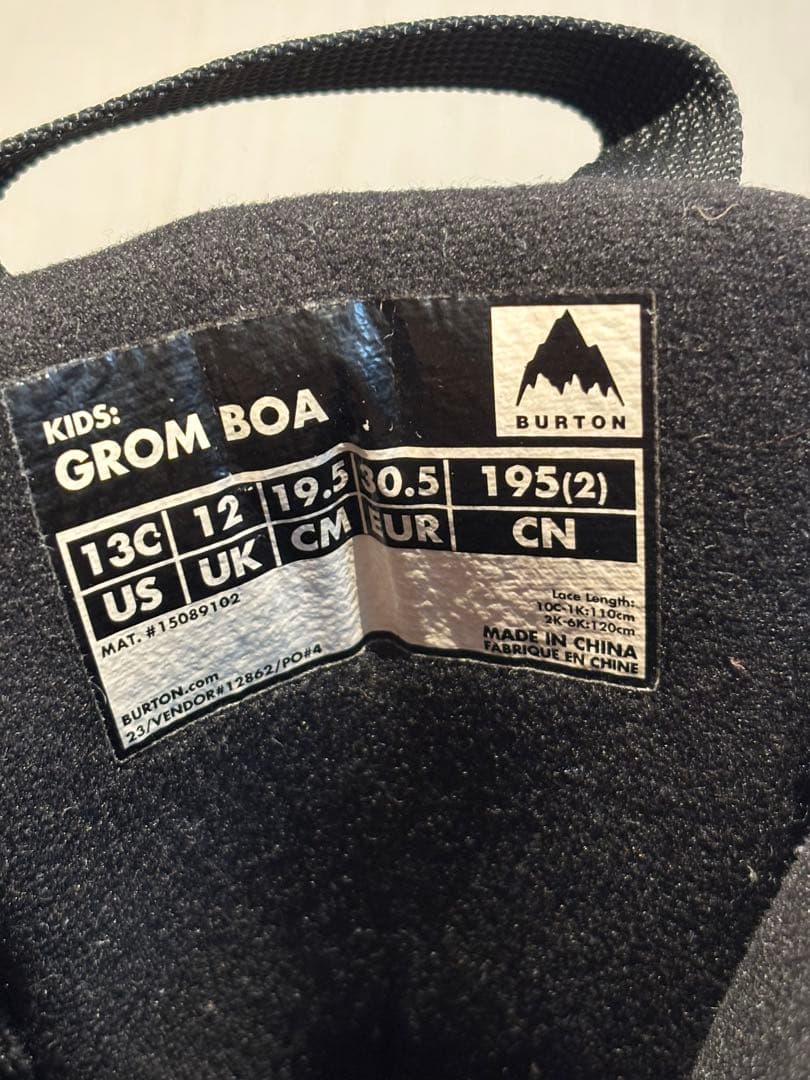 KIDS:
GROM BOA
BURTON
13C 12 19.5 30.5 195(2)
US UK CM EUR CN
MAT. #15089102
Lace Length:
10C-1K:110cm
2K-6K:120cm
MADE IN CHINA
FABRIQUE EN CHINE
BURTON.com
23/VENDOR#12862/PO#4